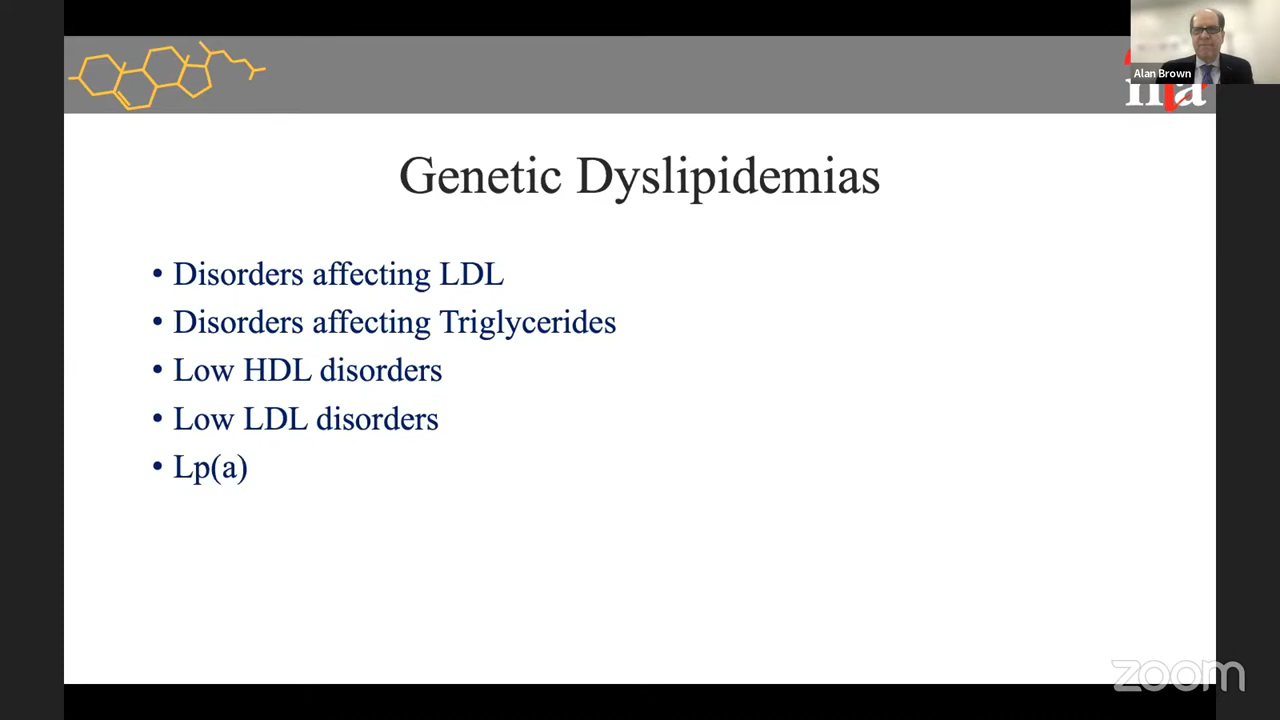 Alan Brown
Genetic Dyslipidemias
• Disorders affecting LDL
• Disorders affecting Triglycerides
• Low HDL disorders
• Low LDL disorders
• Lp(a)
zoom